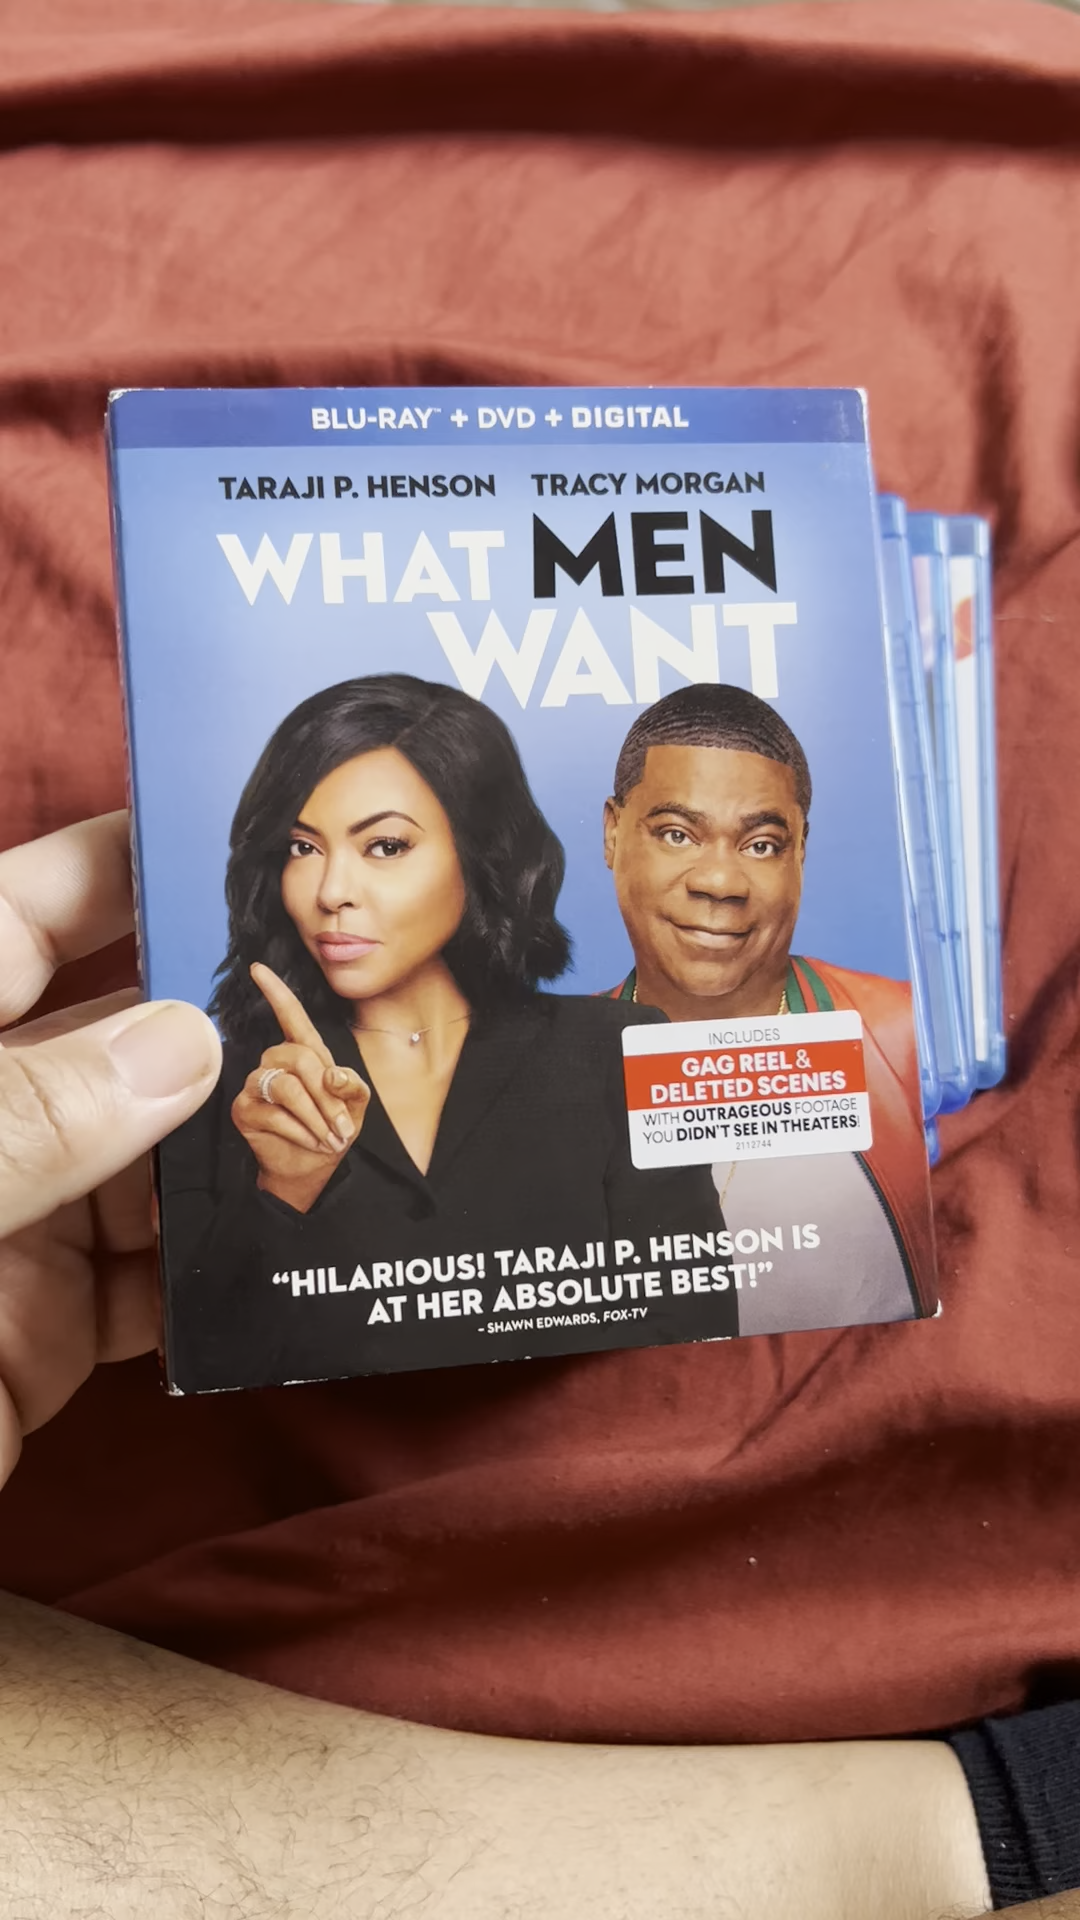 BLU-RAY™ + DVD + DIGITAL
TARAJI P. HENSON TRACY MORGAN
WHAT MEN
WANT
INCLUDES
GAG REEL &
DELETED SCENES
WITH OUTRAGEOUS FOOTAGE
YOU DIDN'T SEE IN THEATERS!
2112744
“HILARIOUS! TARAJI P. HENSON IS
AT HER ABSOLUTE BEST!”
- SHAWN EDWARDS, FOX-TV